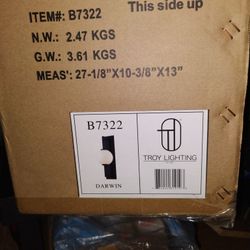 This side up
ITEM#: B7322
N.W.: 2.47 KGS
G.W.: 3.61 KGS
MEAS': 27-1/8"X10-3/8"X13"
B7322
DARWIN
TROY LIGHTING